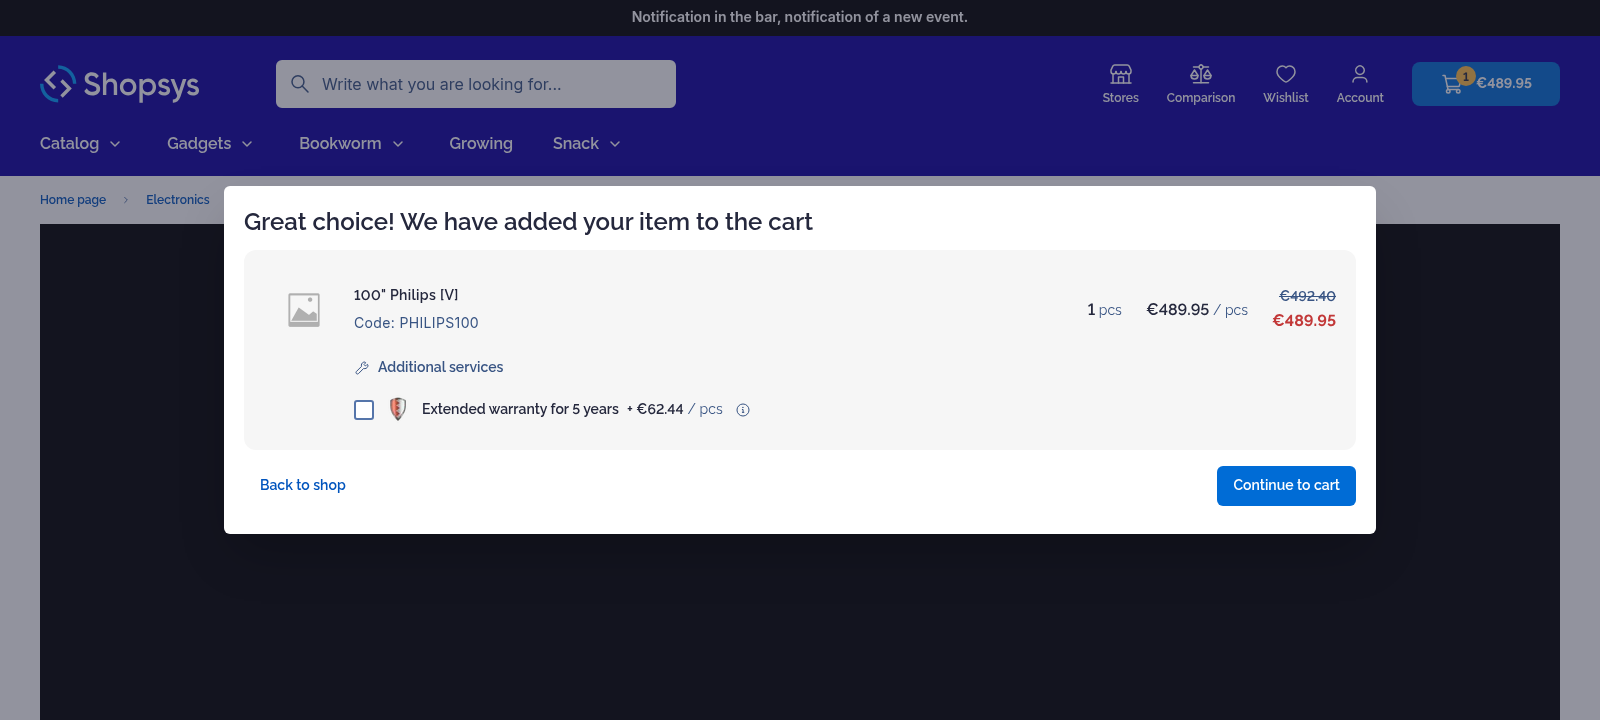 Notification in the bar, notification of a new event.
Shopsys
Write what you are looking for...
Stores
Comparison
Wishlist
Account
1
€489.95
Catalog
Gadgets
Bookworm
Growing
Snack
Home page
Electronics
Great choice! We have added your item to the cart
100" Philips [V]
Code: PHILIPS100
1 pcs
€489.95 / pcs
€492.40
€489.95
Additional services
Extended warranty for 5 years + €62.44 / pcs
Back to shop
Continue to cart